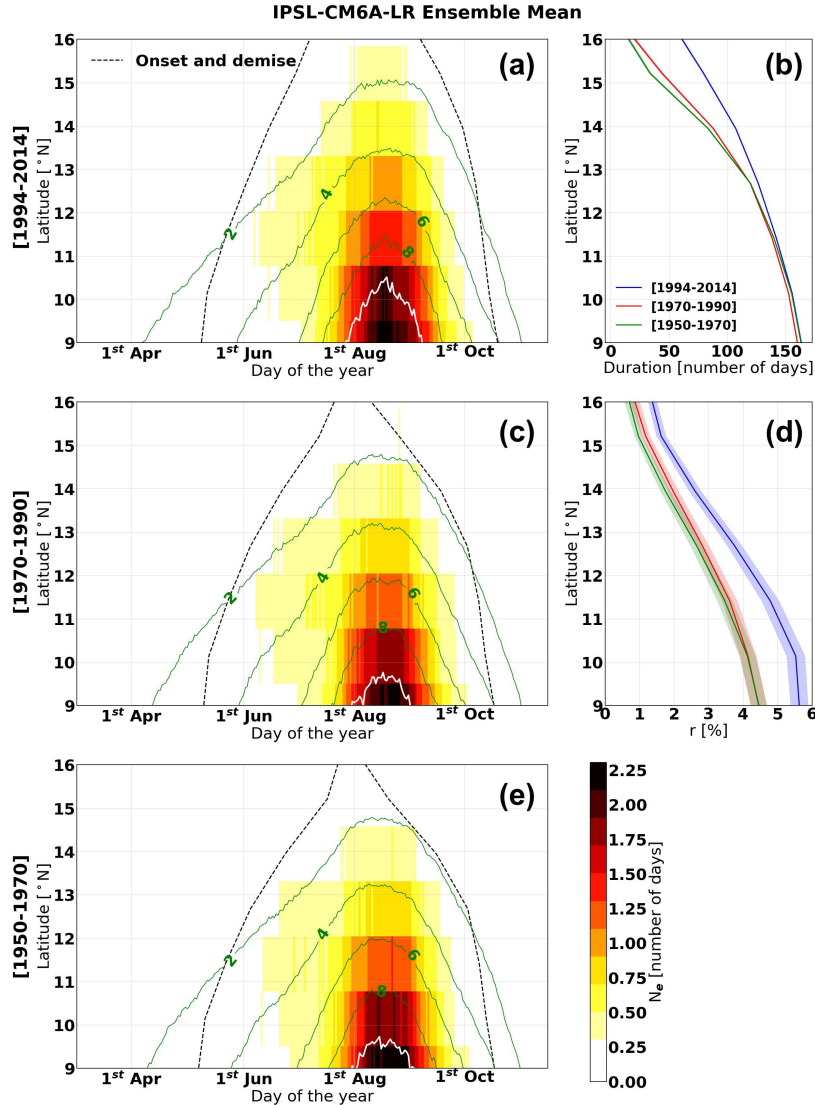 IPSL-CM6A-LR Ensemble Mean
[1994-2014]
Latitude [°N]
16
15
14
13
12
11
10
9
Onset and demise
(a)
2
4
6
8
1st Apr
1st Jun
1st Aug
1st Oct
Day of the year
16
15
14
13
12
11
10
9
Latitude [°N]
(b)
[1994-2014]
[1970-1990]
[1950-1970]
0
50
100
150
Duration [number of days]
[1970-1990]
Latitude [°N]
16
15
14
13
12
11
10
9
(c)
2
4
6
8
1st Apr
1st Jun
1st Aug
1st Oct
Day of the year
16
15
14
13
12
11
10
9
Latitude [°N]
(d)
0
1
2
3
4
5
6
r [%]
[1950-1970]
Latitude [°N]
16
15
14
13
12
11
10
9
(e)
2
4
6
8
1st Apr
1st Jun
1st Aug
1st Oct
Day of the year
2.25
2.00
1.75
1.50
1.25
1.00
0.75
0.50
0.25
0.00
Ne [number of days]